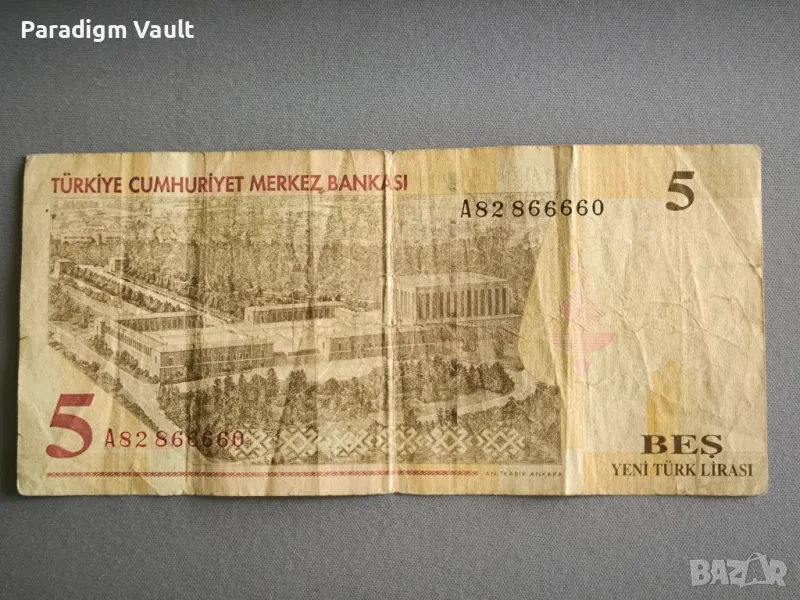 Paradigm Vault
TÜRKİYE CUMHURİYET MERKEZ BANKASI
A82 866660
5
5
A82 866660
ANITKABİR ANKARA
BEŞ
YENİ TÜRK LİRASI
BAZAR